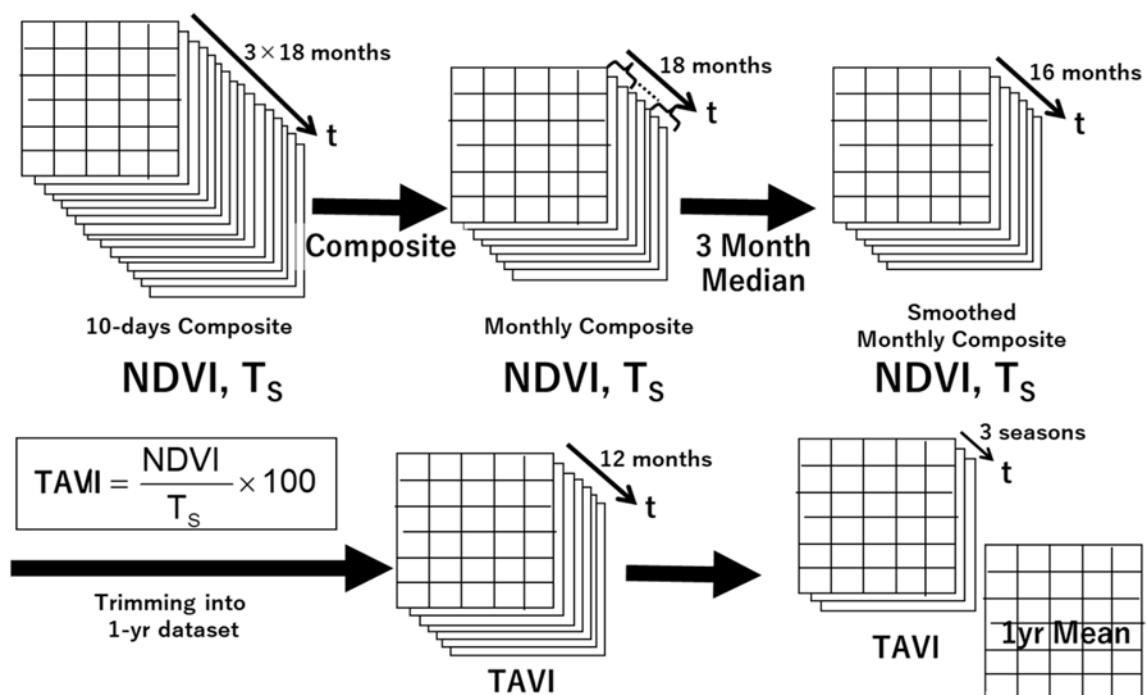 3×18 months
t
Composite
10-days Composite
NDVI, TS
18 months
t
3 Month
Median
Monthly Composite
NDVI, TS
16 months
t
Smoothed
Monthly Composite
NDVI, TS
TAVI = NDVI / TS × 100
Trimming into
1-yr dataset
12 months
t
TAVI
3 seasons
t
TAVI
1yr Mean